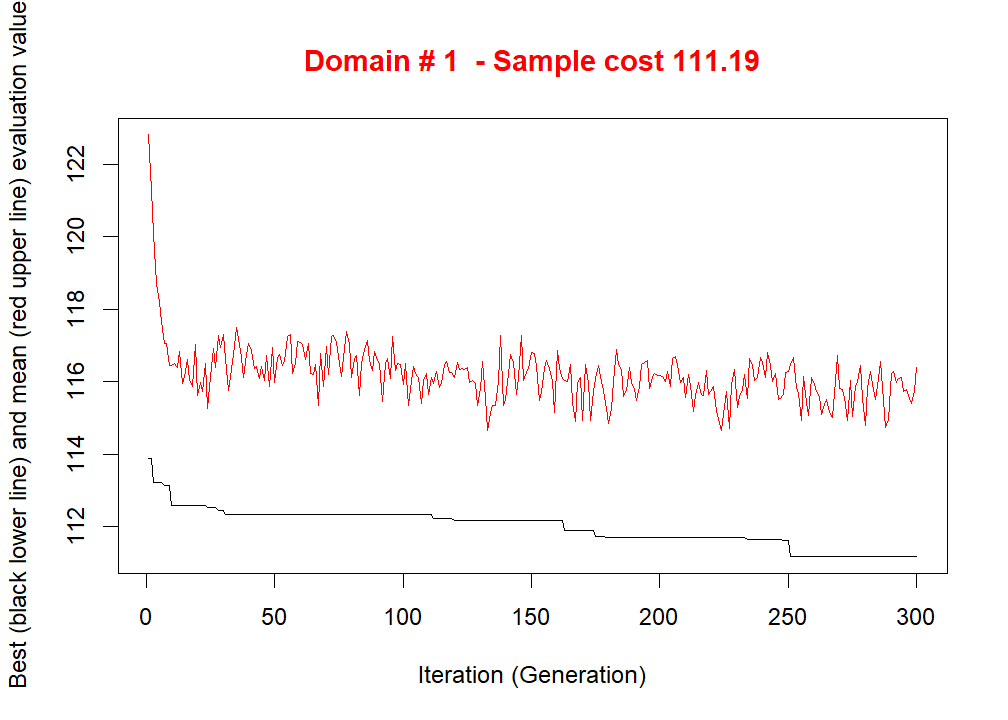 Domain # 1  - Sample cost 111.19
Best (black lower line) and mean (red upper line) evaluation value
122
120
118
116
114
112
0 50 100 150 200 250 300
Iteration (Generation)